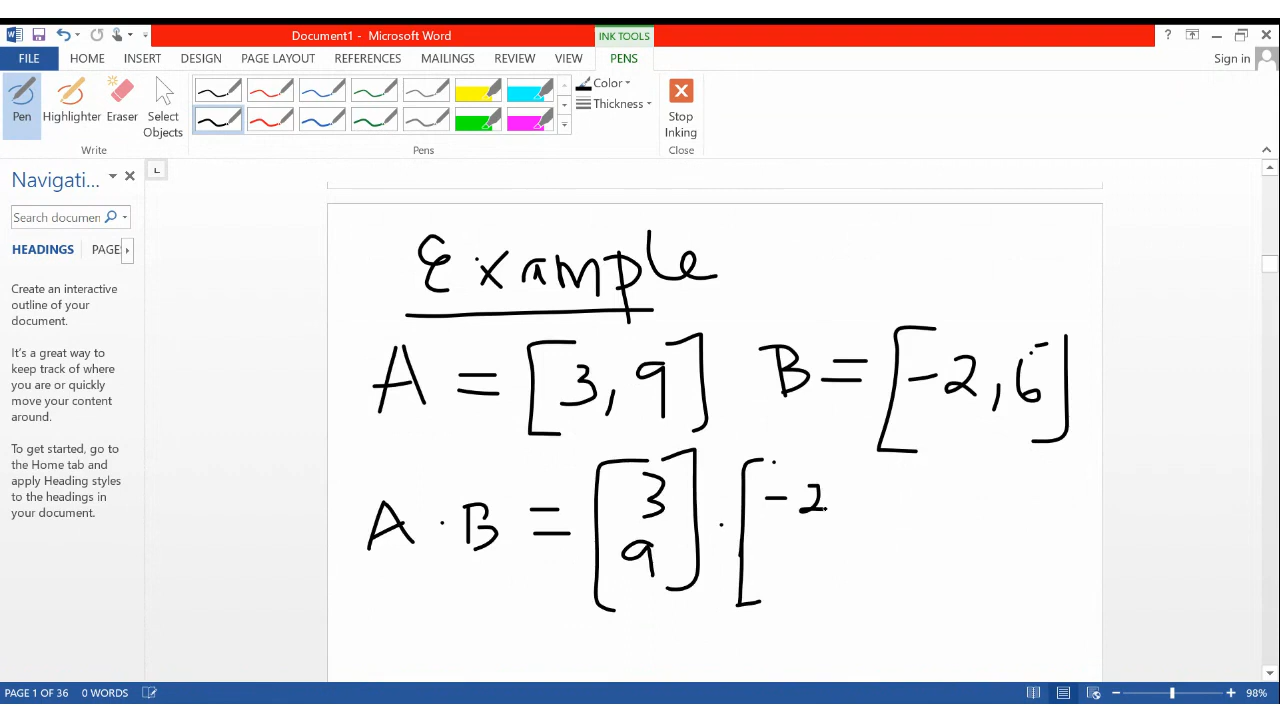 Document1 - Microsoft Word
INK TOOLS
?
FILE HOME INSERT DESIGN PAGE LAYOUT REFERENCES MAILINGS REVIEW VIEW PENS
Sign in
Pen Highlighter Eraser Select Objects
Color
Thickness
Stop Inking
Write Pens Close
Navigati...
Search documen
HEADINGS PAGE
Create an interactive
outline of your
document.
It's a great way to
keep track of where
you are or quickly
move your content
around.
To get started, go to
the Home tab and
apply Heading styles
to the headings in
your document.
L
Example
A = [3, 9] B = [-2, 6]
A · B = [3 9] · [-2
PAGE 1 OF 36 0 WORDS
98%